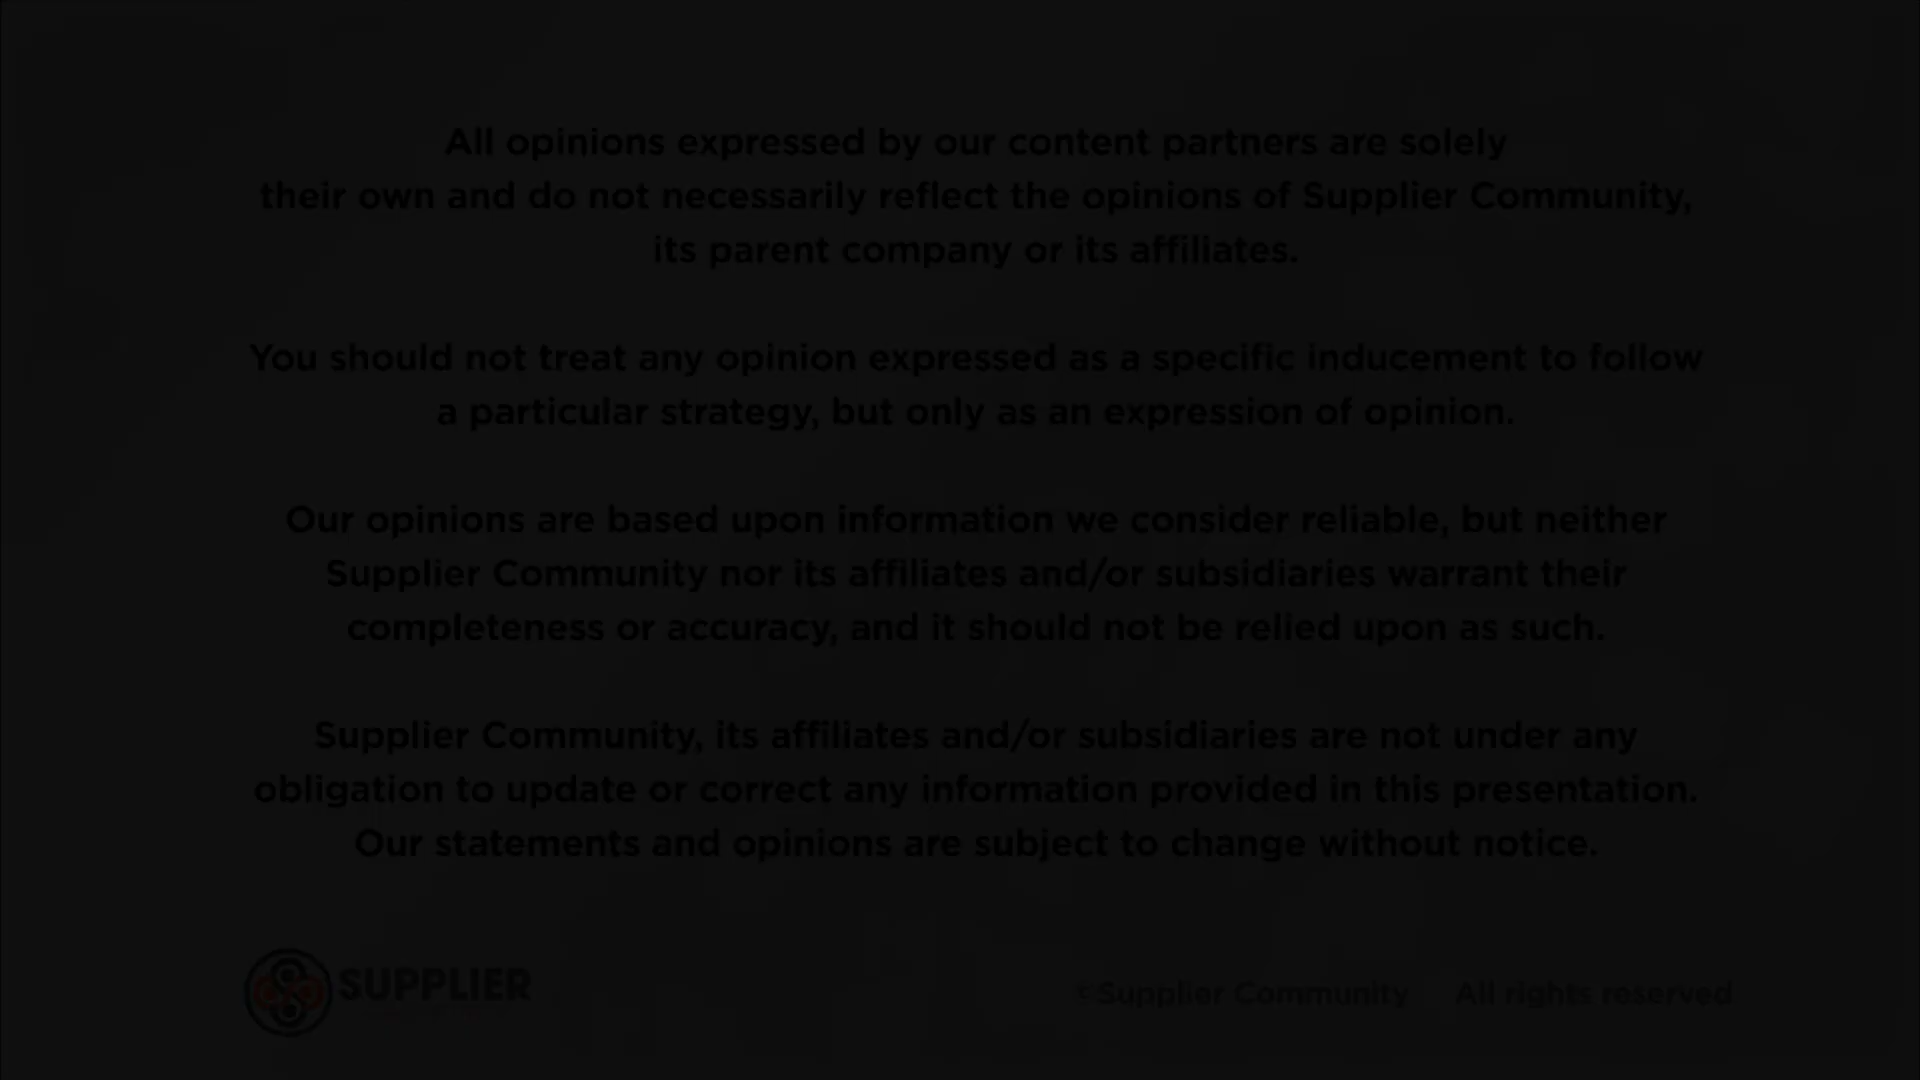 All opinions expressed by our content partners are solely
their own and do not necessarily reflect the opinions of Supplier Community,
its parent company or its affiliates.
You should not treat any opinion expressed as a specific inducement to follow
a particular strategy, but only as an expression of opinion.
Our opinions are based upon information we consider reliable, but neither
Supplier Community nor its affiliates and/or subsidiaries warrant their
completeness or accuracy, and it should not be relied upon as such.
Supplier Community, its affiliates and/or subsidiaries are not under any
obligation to update or correct any information provided in this presentation.
Our statements and opinions are subject to change without notice.
SUPPLIER
©Supplier Community All rights reserved